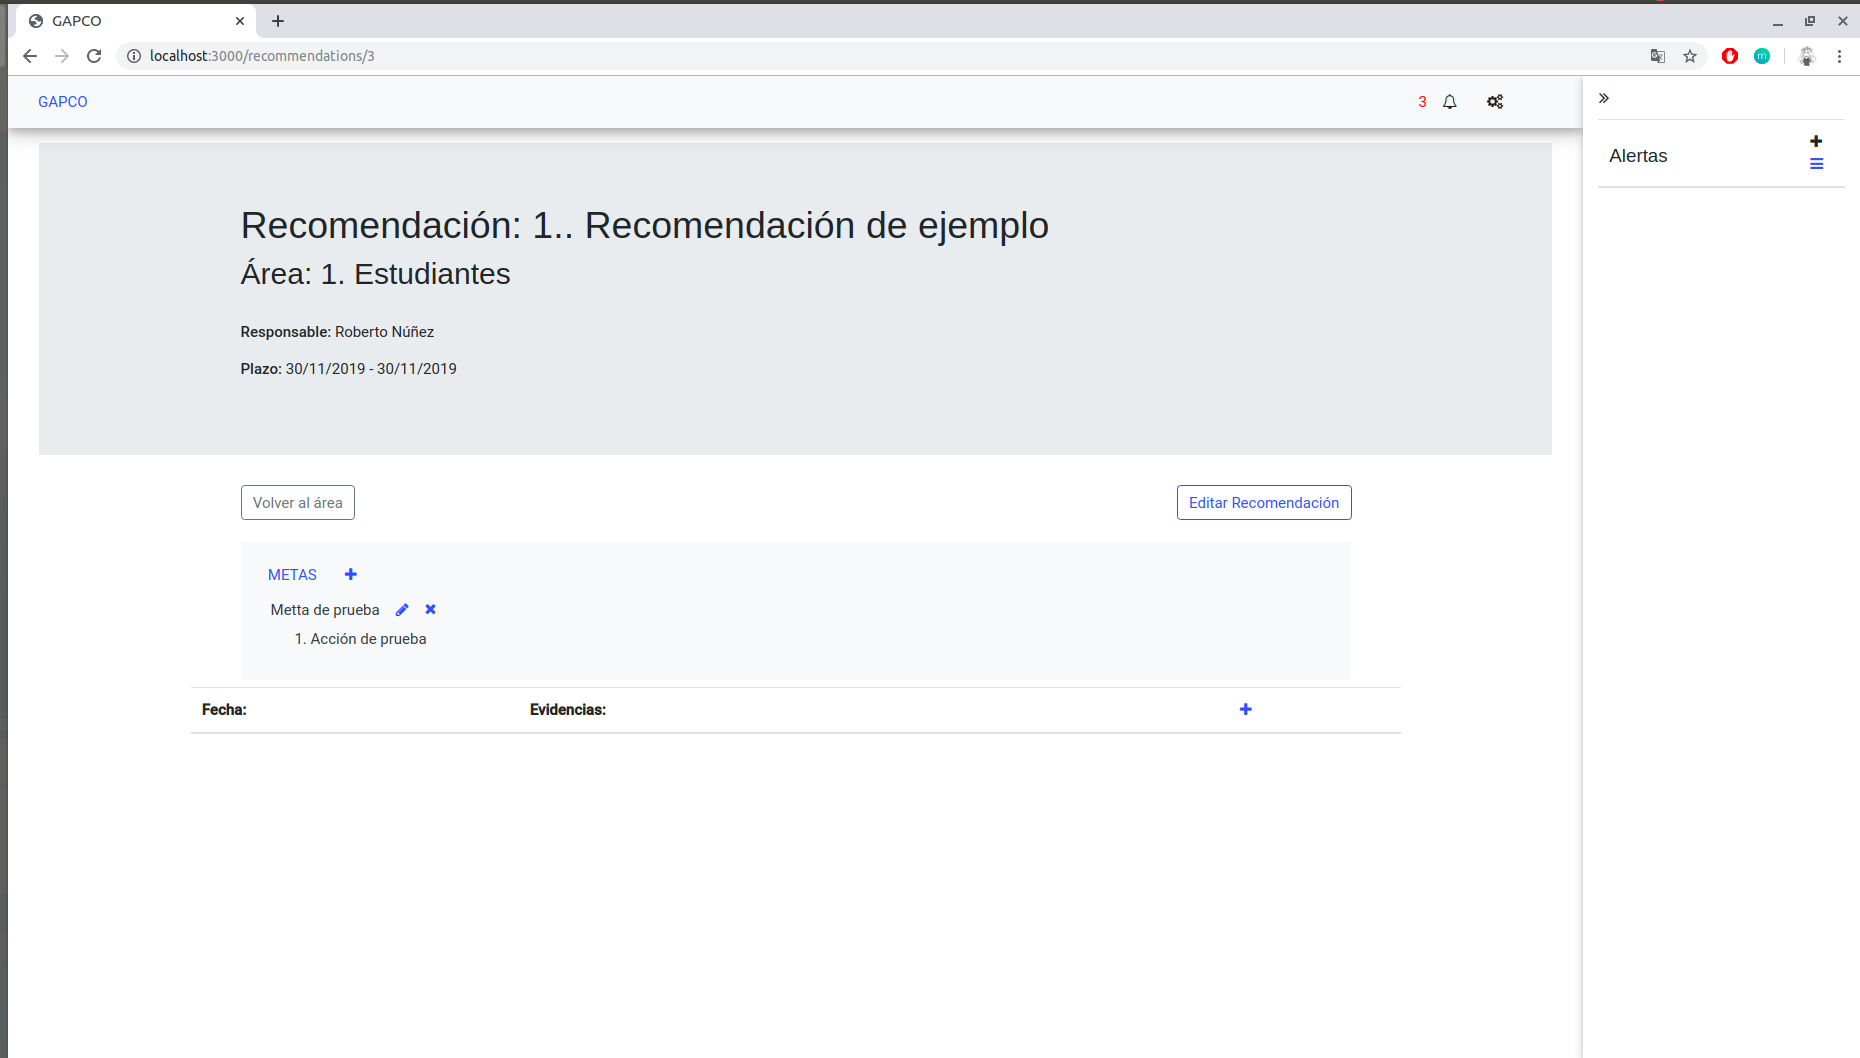 GAPCO
localhost:3000/recommendations/3
GAPCO
3
Alertas
Recomendación: 1.. Recomendación de ejemplo
Área: 1. Estudiantes
Responsable: Roberto Núñez
Plazo: 30/11/2019 - 30/11/2019
Volver al área
Editar Recomendación
METAS
Metta de prueba
1. Acción de prueba
Fecha:
Evidencias: